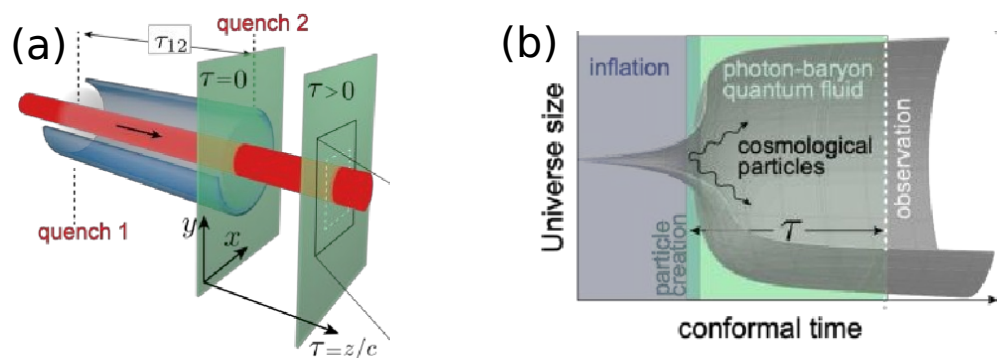 (a)
quench 2
τ₁₂
τ=0
τ>0
quench 1
y
x
τ=z/c
(b)
Universe size
inflation
photon-baryon
quantum fluid
cosmological
particles
particle
creation
τ
observation
conformal time